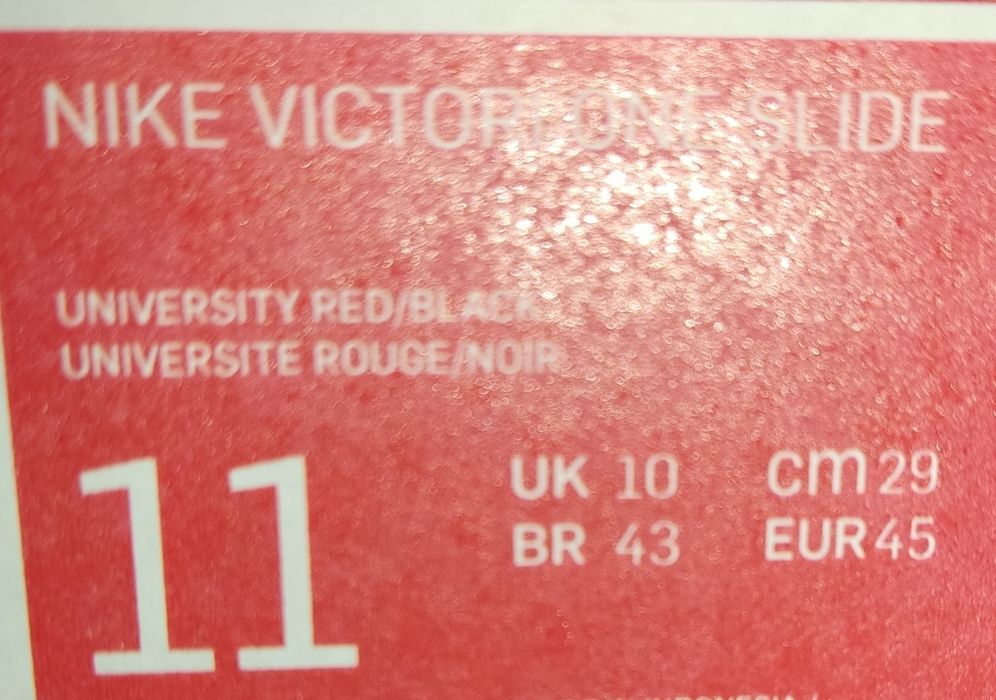 NIKE VICTORI ONE SLIDE
UNIVERSITY RED/BLACK
UNIVERSITE ROUGE/NOIR
11
UK 10 cm 29
BR 43 EUR 45